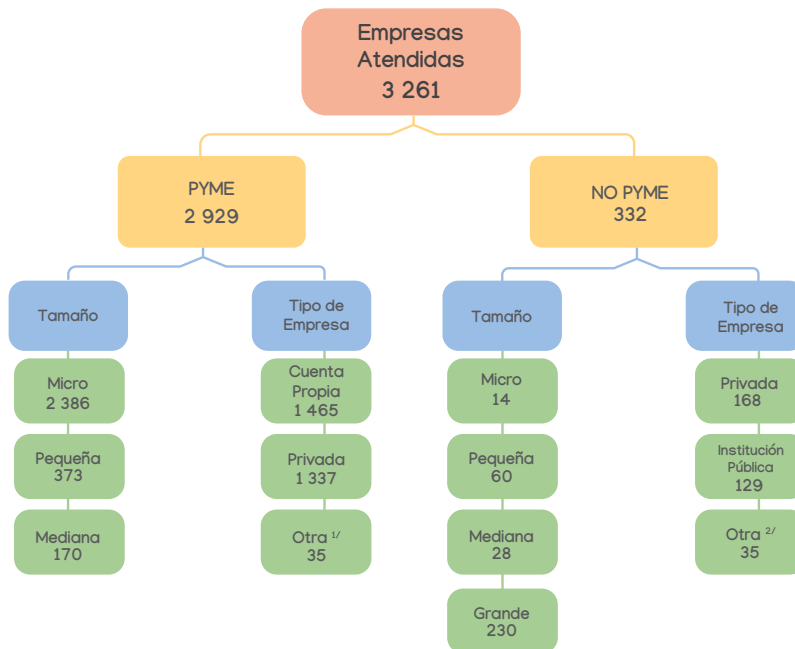 Empresas
Atendidas
3 261
PYME
2 929
NO PYME
332
Tamaño
Micro
2 386
Pequeña
373
Mediana
170
Tipo de
Empresa
Cuenta
Propia
1 465
Privada
1 337
Otra 1/
35
Tamaño
Micro
14
Pequeña
60
Mediana
28
Grande
230
Tipo de
Empresa
Privada
168
Institución
Pública
129
Otra 2/
35